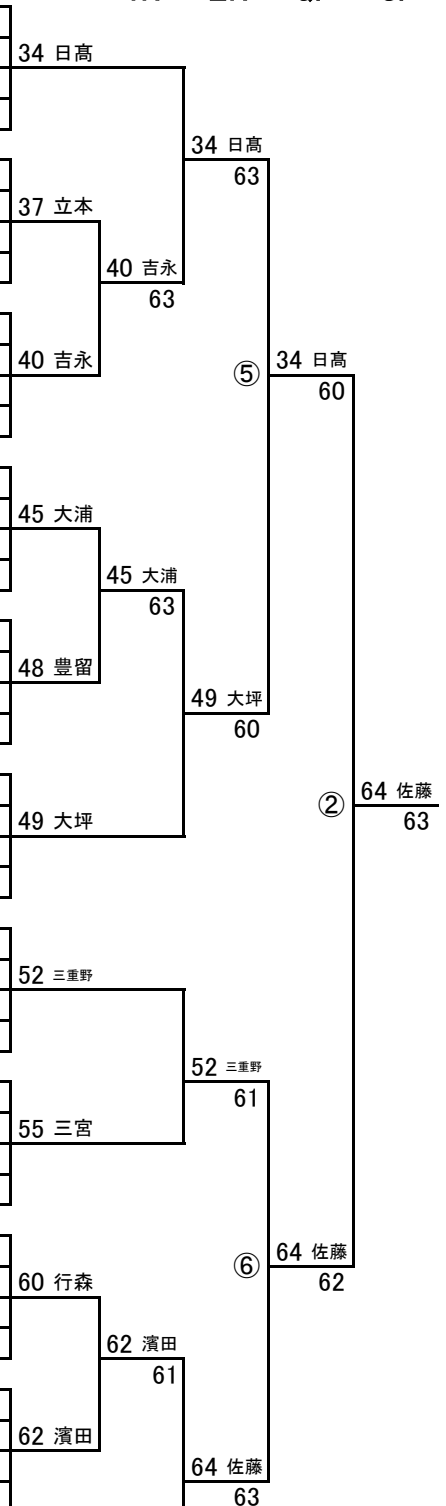 34 日髙
34 日髙
63
37 立本
40 吉永
63
40 吉永
⑤
34 日髙
60
45 大浦
45 大浦
63
48 豊留
49 大坪
60
49 大坪
②
64 佐藤
63
52 三重野
52 三重野
61
55 三宮
⑥
64 佐藤
62
60 行森
62 濱田
61
62 濱田
64 佐藤
63